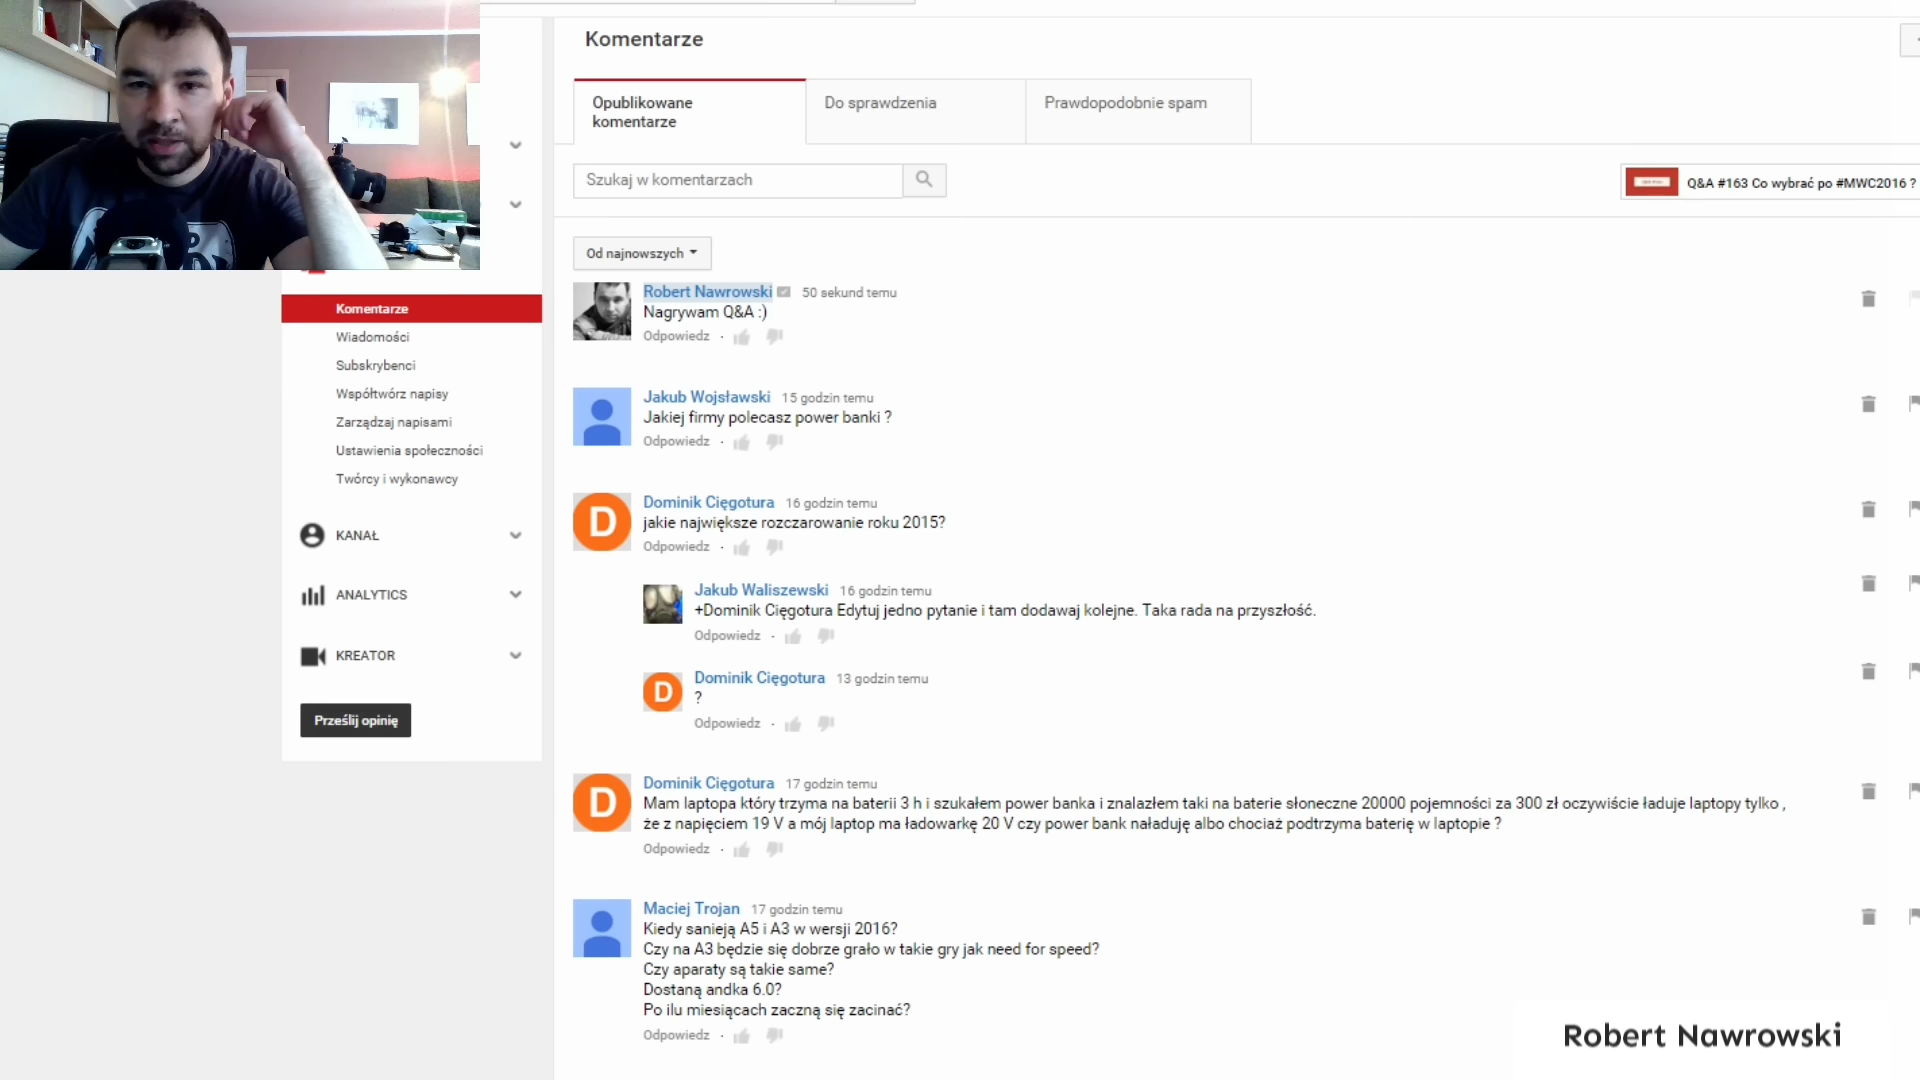 Komentarze
Opublikowane
komentarze
Do sprawdzenia
Prawdopodobnie spam
Szukaj w komentarzach
Q&A #163 Co wybrać po #MWC2016 ?
Od najnowszych
Komentarze
Wiadomości
Subskrybenci
Współtwórz napisy
Zarządzaj napisami
Ustawienia społeczności
Twórcy i wykonawcy
KANAŁ
ANALYTICS
KREATOR
Prześlij opinię
Robert Nawrowski 50 sekund temu
Nagrywam Q&A :)
Odpowiedz ·
Jakub Wojsławski 15 godzin temu
Jakiej firmy polecasz power banki ?
Odpowiedz ·
Dominik Cięgotura 16 godzin temu
jakie największe rozczarowanie roku 2015?
Odpowiedz ·
Jakub Waliszewski 16 godzin temu
+Dominik Cięgotura Edytuj jedno pytanie i tam dodawaj kolejne. Taka rada na przyszłość.
Odpowiedz ·
Dominik Cięgotura 13 godzin temu
?
Odpowiedz ·
Dominik Cięgotura 17 godzin temu
Mam laptopa który trzyma na baterii 3 h i szukałem power banka i znalazłem taki na baterie słoneczne 20000 pojemności za 300 zł oczywiście ładuje laptopy tylko ,
że z napięciem 19 V a mój laptop ma ładowarkę 20 V czy power bank naładuję albo chociaż podtrzyma baterię w laptopie ?
Odpowiedz ·
Maciej Trojan 17 godzin temu
Kiedy sanieją A5 i A3 w wersji 2016?
Czy na A3 będzie się dobrze grało w takie gry jak need for speed?
Czy aparaty są takie same?
Dostaną andka 6.0?
Po ilu miesiącach zaczną się zacinać?
Odpowiedz ·
Robert Nawrowski